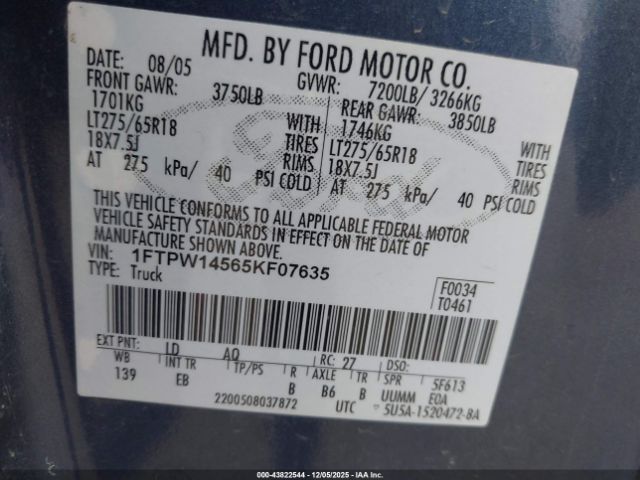 MFD. BY FORD MOTOR CO.
DATE: 08/05 GVWR: 7200LB/ 3266KG
FRONT GAWR: 3750LB REAR GAWR: 3850LB
1701KG WITH 1746KG WITH
LT275/65R18 TIRES LT275/65R18 TIRES
18X7.5J RIMS 18X7.5J RIMS
AT 275 kPa/ 40 PSI COLD AT 275 kPa/ 40 PSI COLD
THIS VEHICLE CONFORMS TO ALL APPLICABLE FEDERAL MOTOR
VEHICLE SAFETY STANDARDS IN EFFECT ON THE DATE OF
MANUFACTURE SHOWN ABOVE.
VIN: 1FTPW14565KF07635
TYPE: Truck
F0034
T0461
EXT PNT: LD AQ RC: 27 DSO:
WB INT TR TP/PS R AXLE TR SPR 5F613
139 EB B B6 B UUMM EOA
2200508037872 UTC 5U5A-1520472-8A
Ford
000-43822544 - 12/05/2025 - IAA Inc.